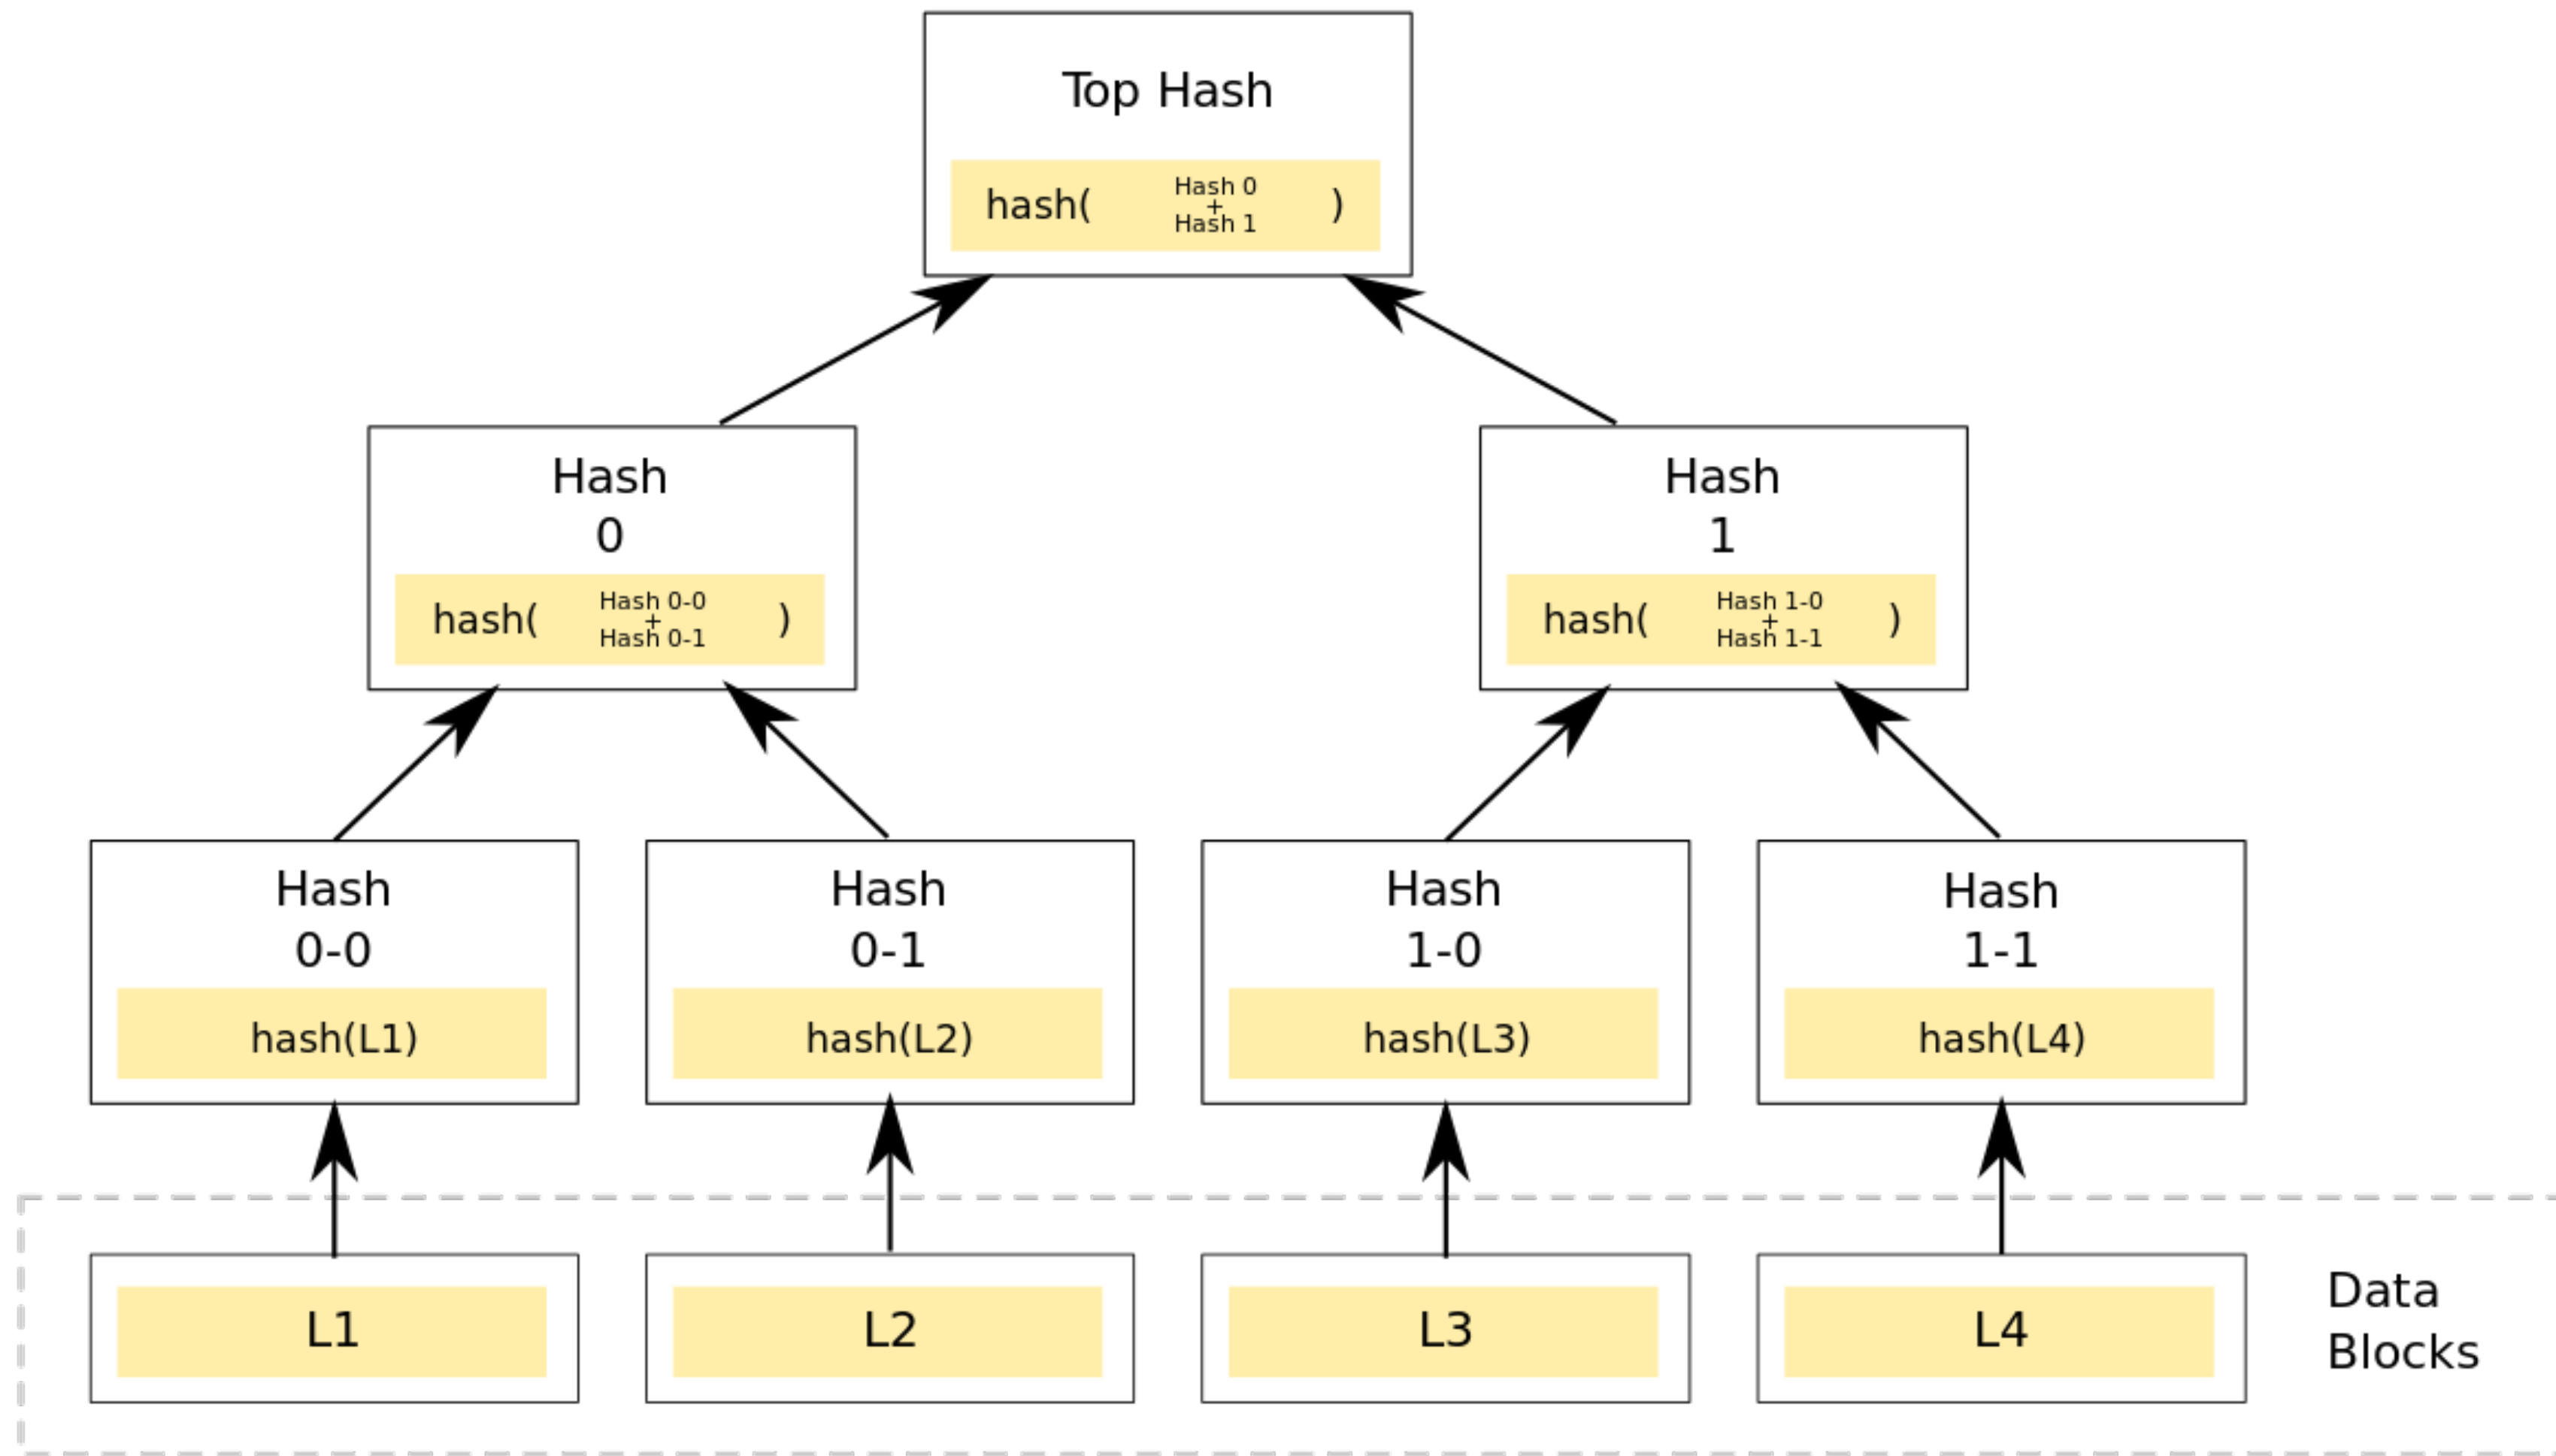 Top Hash
hash( Hash 0 + Hash 1 )
Hash
0
hash( Hash 0-0 + Hash 0-1 )
Hash
1
hash( Hash 1-0 + Hash 1-1 )
Hash
0-0
hash(L1)
Hash
0-1
hash(L2)
Hash
1-0
hash(L3)
Hash
1-1
hash(L4)
L1
L2
L3
L4
Data
Blocks